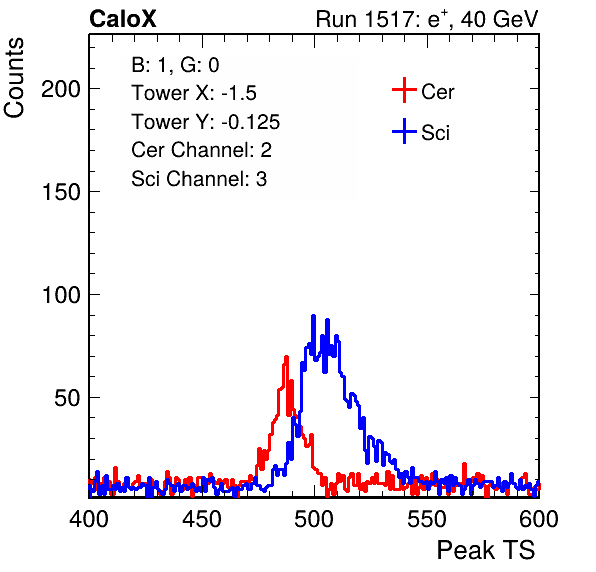 CaloX
Run 1517: e⁺, 40 GeV
Counts
B: 1, G: 0
Tower X: -1.5
Tower Y: -0.125
Cer Channel: 2
Sci Channel: 3
Cer
Sci
200
150
100
50
400 450 500 550 600
Peak TS